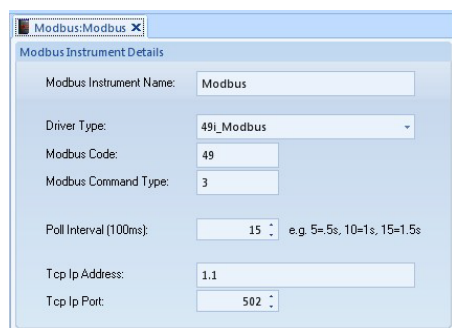 Modbus:Modbus
Modbus Instrument Details
Modbus Instrument Name: Modbus
Driver Type: 49i_Modbus
Modbus Code: 49
Modbus Command Type: 3
Poll Interval (100ms): 15 e.g. 5=.5s, 10=1s, 15=1.5s
Tcp Ip Address: 1.1
Tcp Ip Port: 502